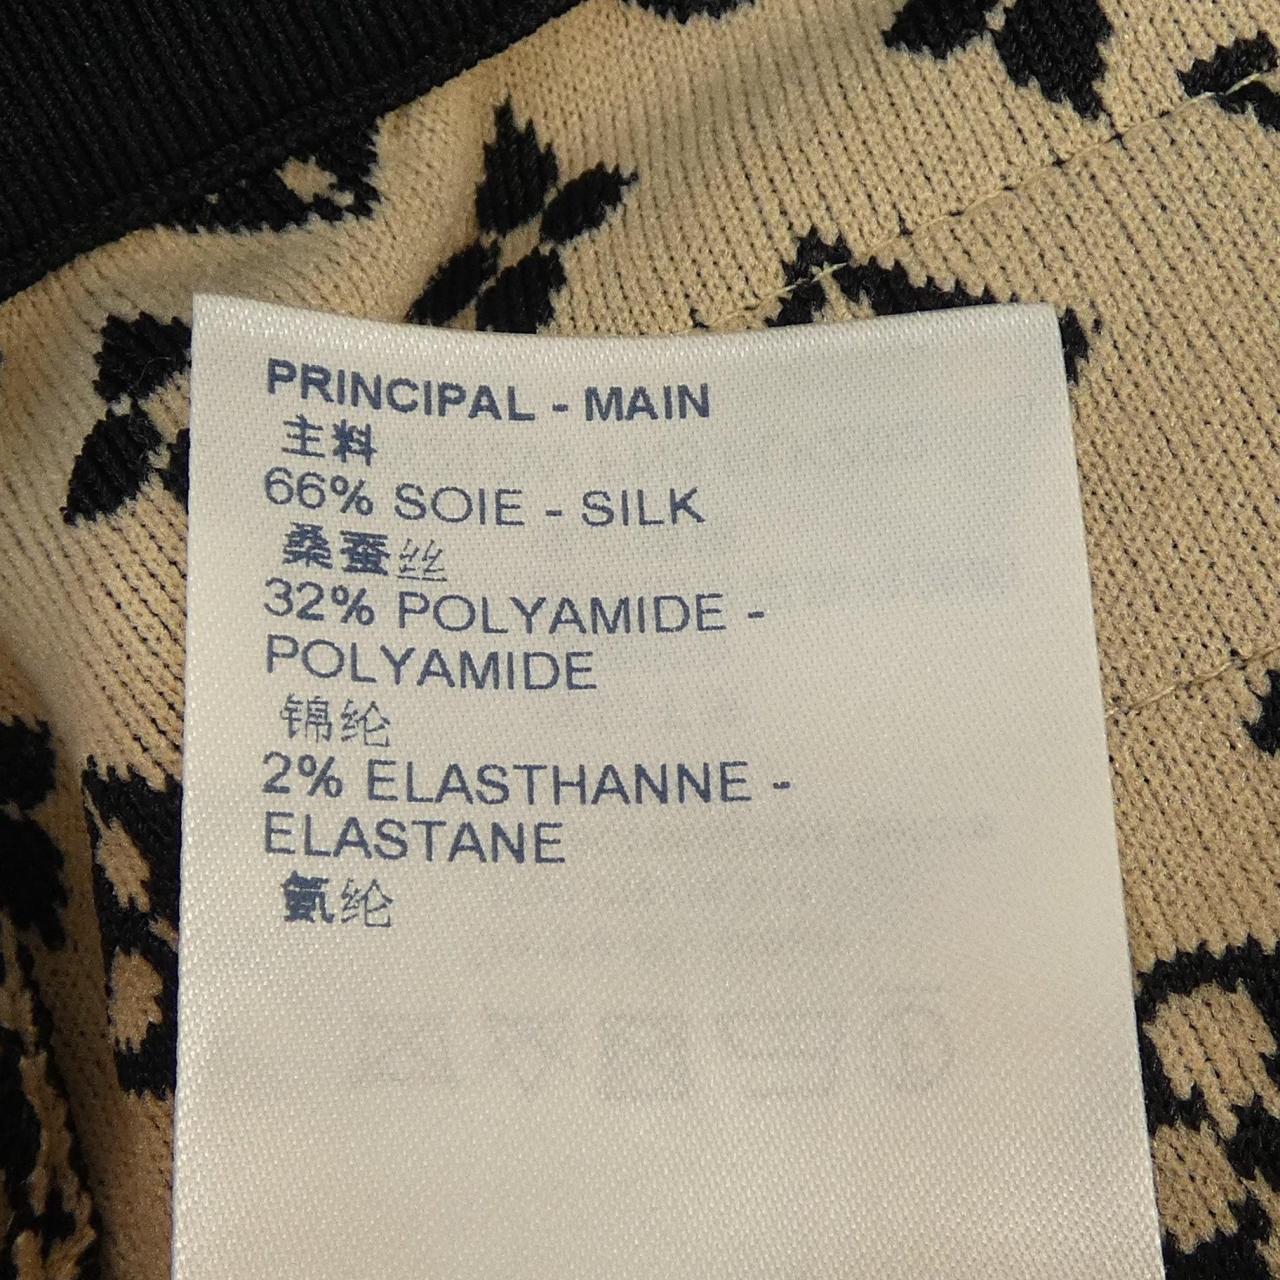 PRINCIPAL - MAIN
主料
66% SOIE - SILK
桑蚕丝
32% POLYAMIDE -
POLYAMIDE
锦纶
2% ELASTHANNE -
ELASTANE
氨纶